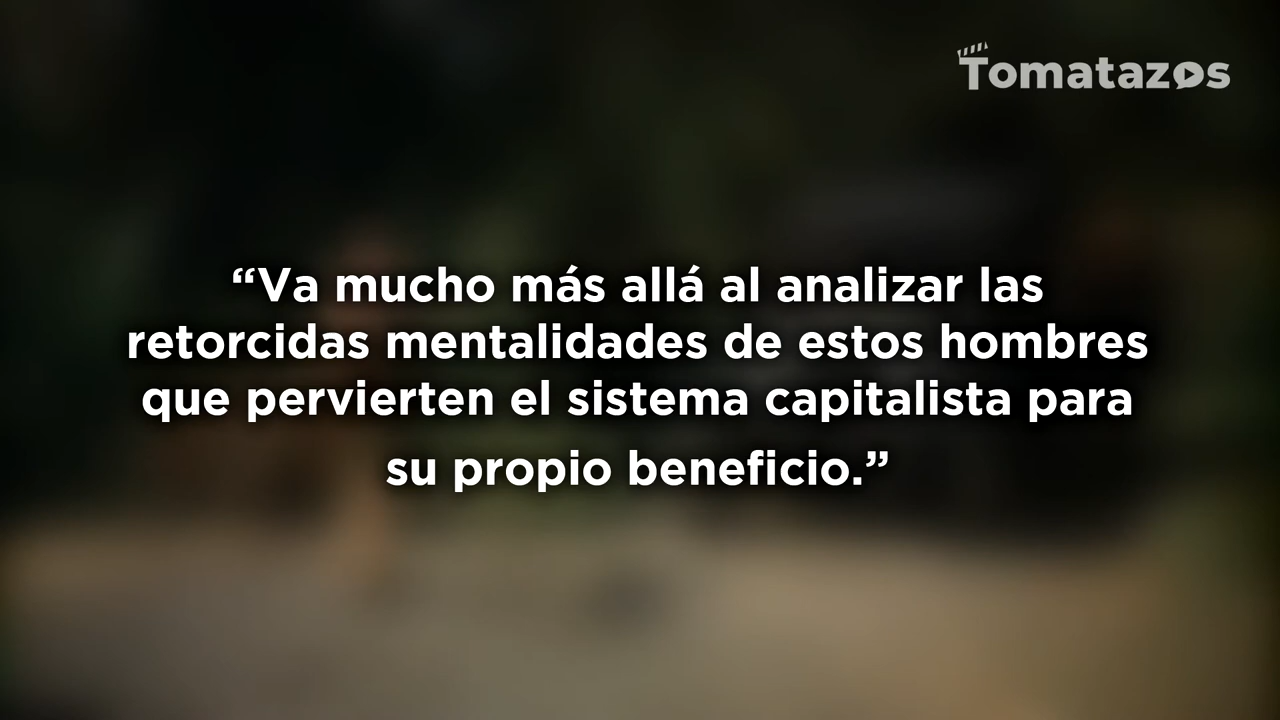 Tomatazos
“Va mucho más allá al analizar las
retorcidas mentalidades de estos hombres
que pervierten el sistema capitalista para
su propio beneficio.”